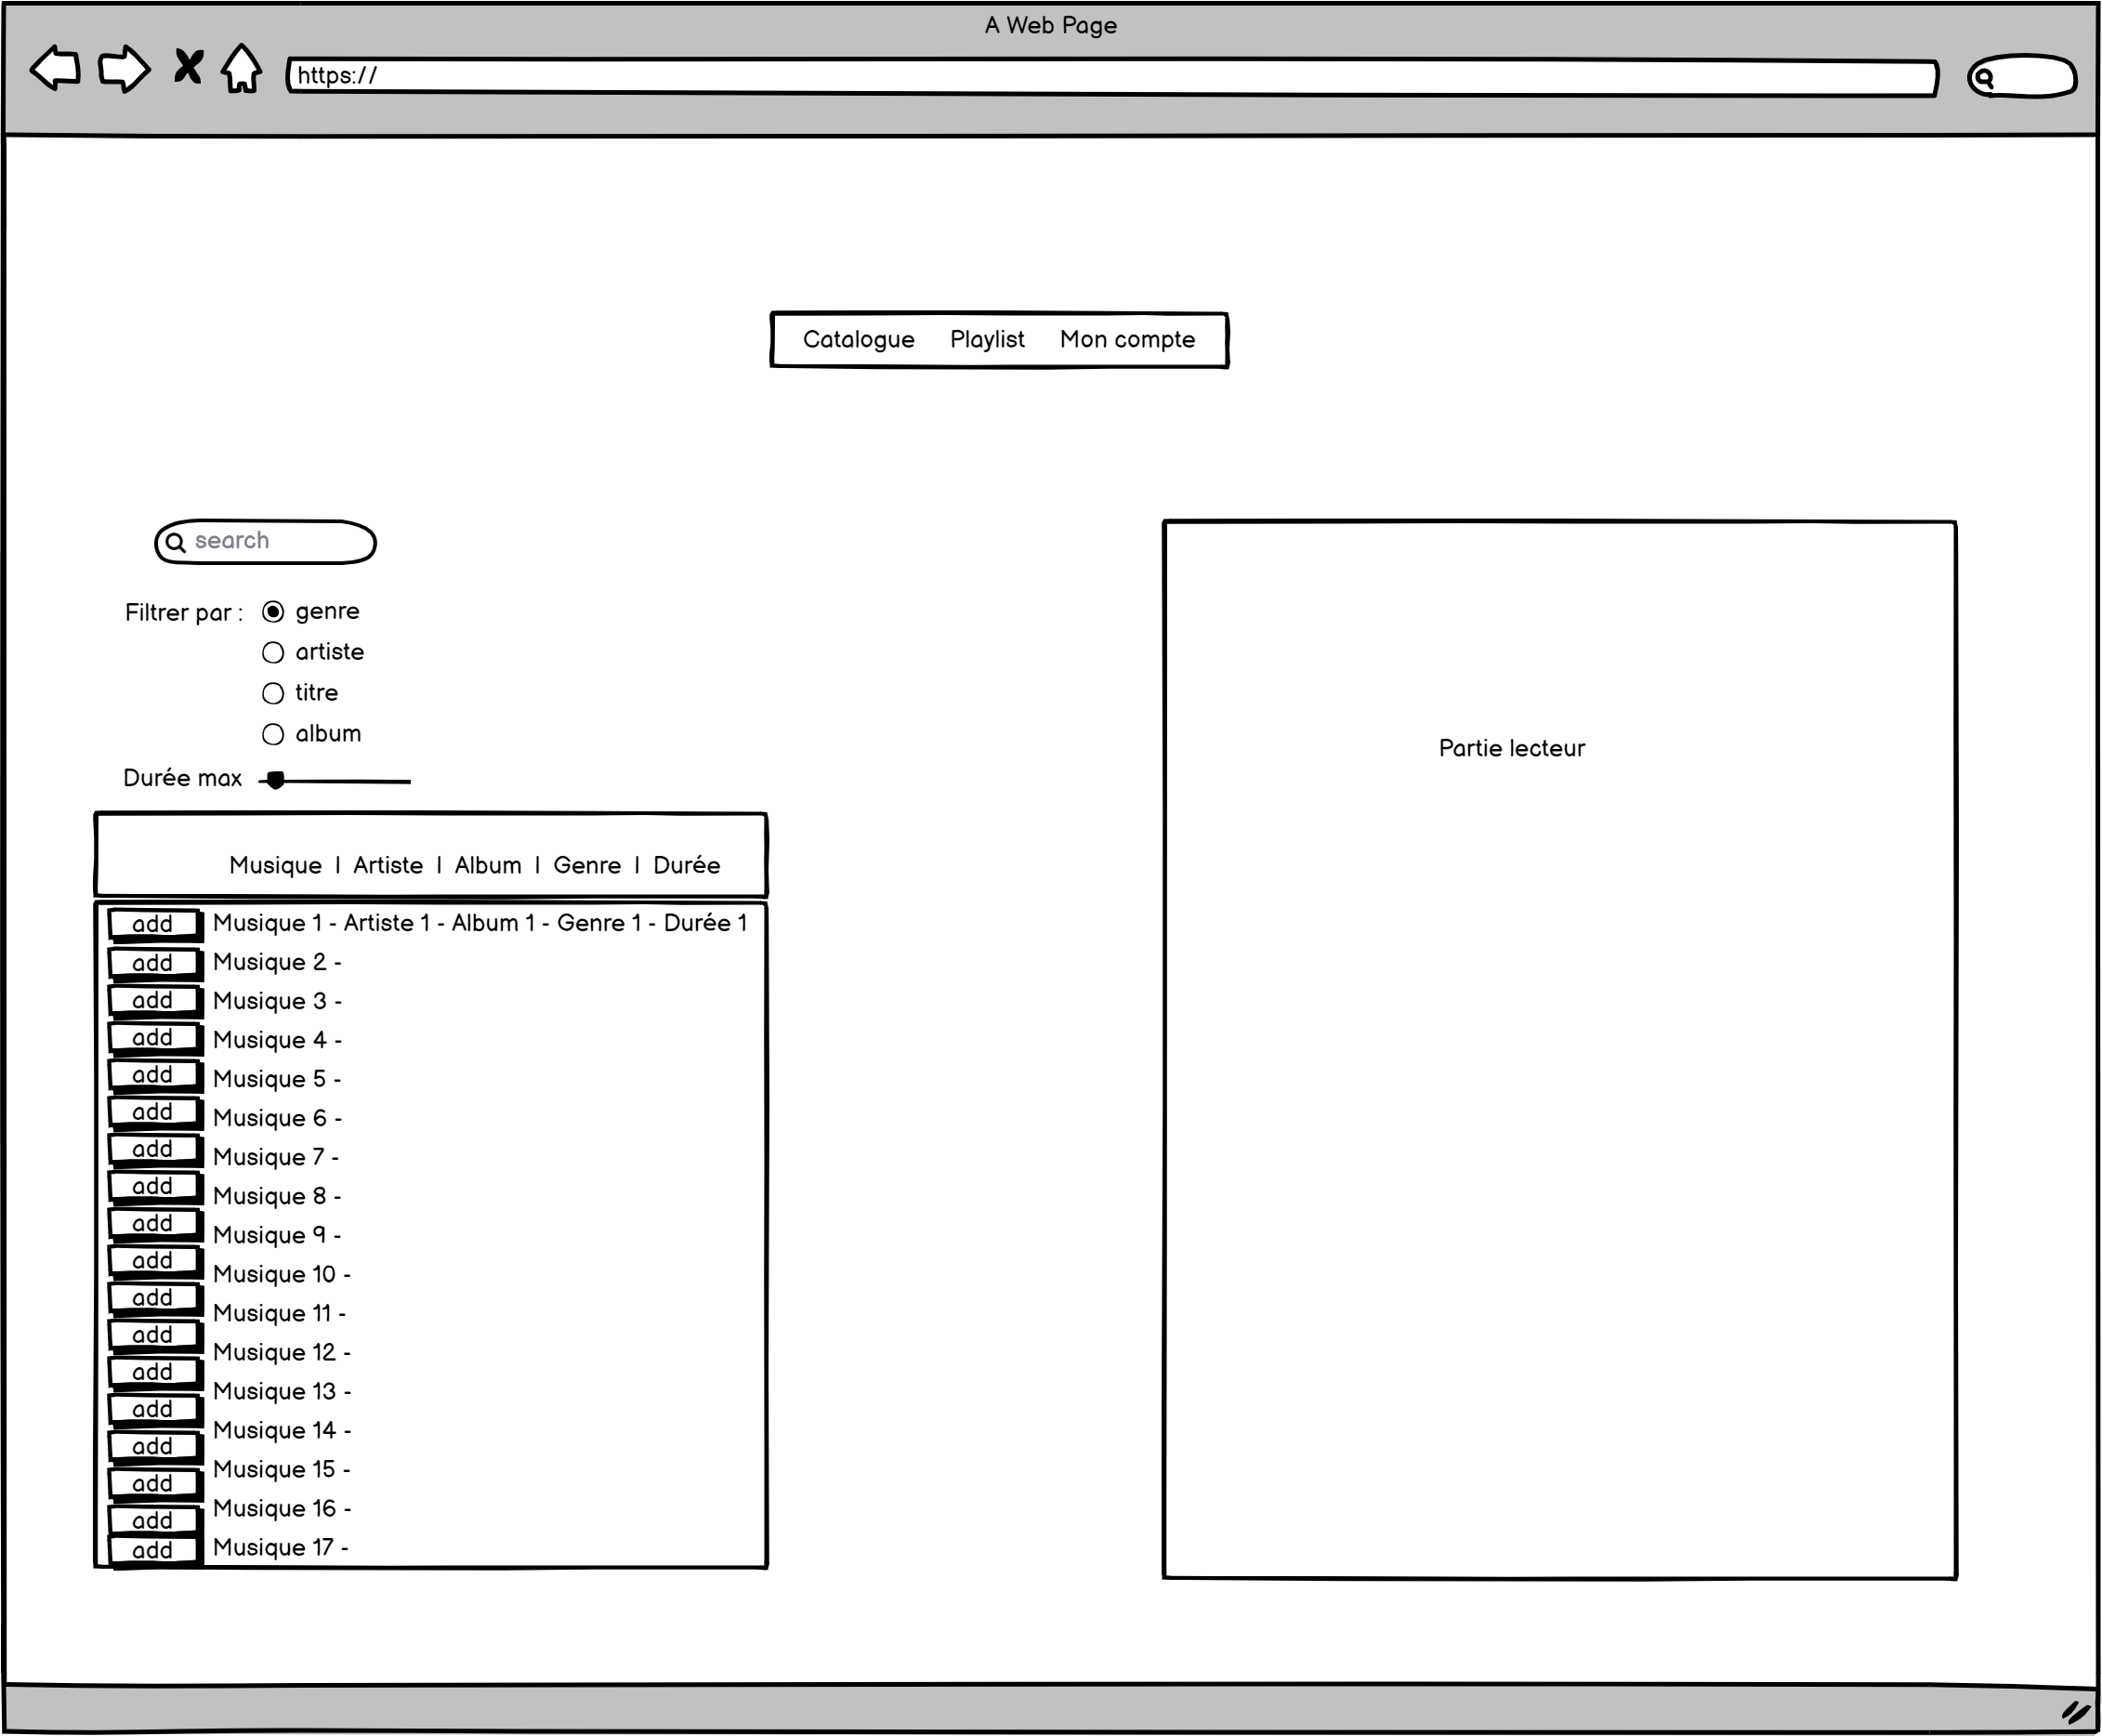 A Web Page
https://
Catalogue Playlist Mon compte
search
Filtrer par : genre
artiste
titre
album
Durée max
Musique | Artiste | Album | Genre | Durée
add Musique 1 - Artiste 1 - Album 1 - Genre 1 - Durée 1
add Musique 2 -
add Musique 3 -
add Musique 4 -
add Musique 5 -
add Musique 6 -
add Musique 7 -
add Musique 8 -
add Musique 9 -
add Musique 10 -
add Musique 11 -
add Musique 12 -
add Musique 13 -
add Musique 14 -
add Musique 15 -
add Musique 16 -
add Musique 17 -
add
Partie lecteur